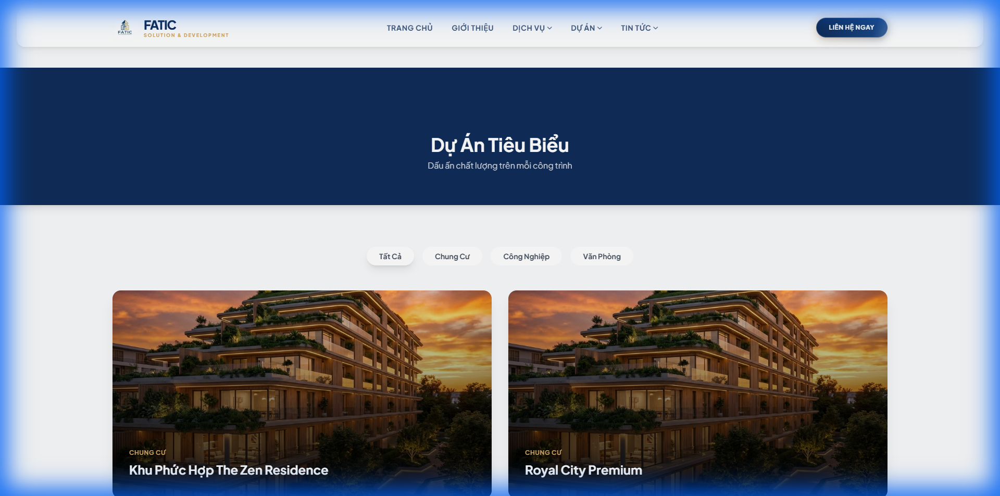 FATIC
FATIC
SOLUTION & DEVELOPMENT
TRANG CHỦ
GIỚI THIỆU
DỊCH VỤ
DỰ ÁN
TIN TỨC
LIÊN HỆ NGAY
Dự Án Tiêu Biểu
Dấu ấn chất lượng trên mỗi công trình
Tất Cả
Chung Cư
Công Nghiệp
Văn Phòng
CHUNG CƯ
Khu Phức Hợp The Zen Residence
CHUNG CƯ
Royal City Premium